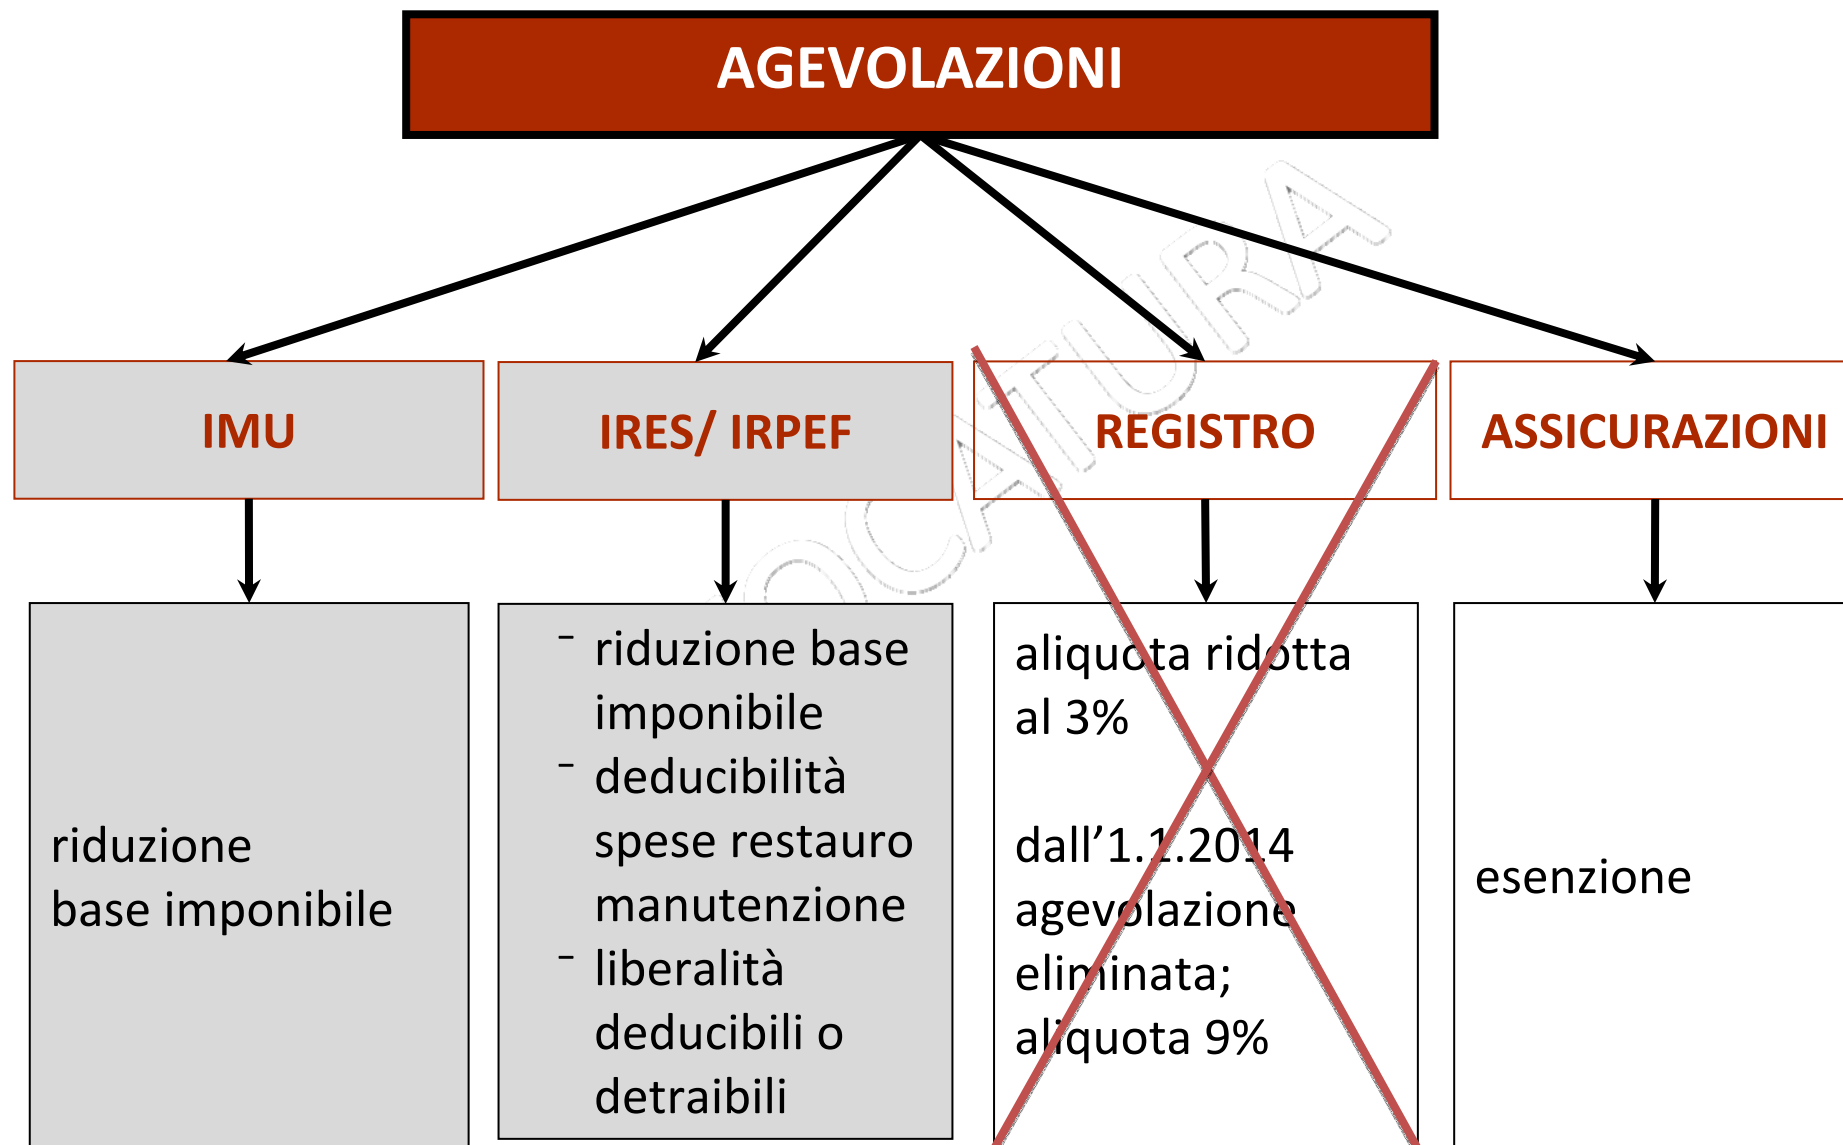 AGEVOLAZIONI
IMU
IRES/ IRPEF
REGISTRO
ASSICURAZIONI
riduzione
base imponibile
- riduzione base
imponibile
- deducibilità
spese restauro
manutenzione
- liberalità
deducibili o
detraibili
aliquota ridotta
al 3%
dall’1.1.2014
agevolazione
eliminata;
aliquota 9%
esenzione
OCATURA